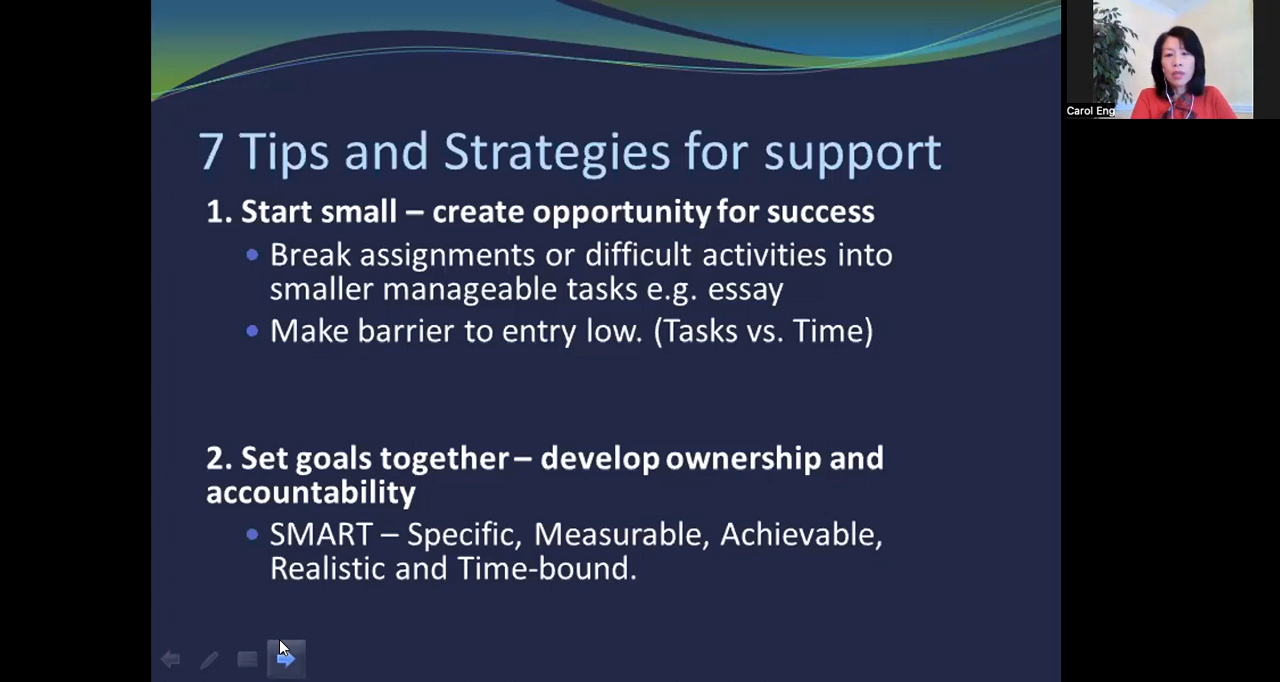 7 Tips and Strategies for support
1. Start small – create opportunity for success
Break assignments or difficult activities into
smaller manageable tasks e.g. essay
Make barrier to entry low. (Tasks vs. Time)
2. Set goals together – develop ownership and
accountability
SMART – Specific, Measurable, Achievable,
Realistic and Time-bound.
Carol Eng